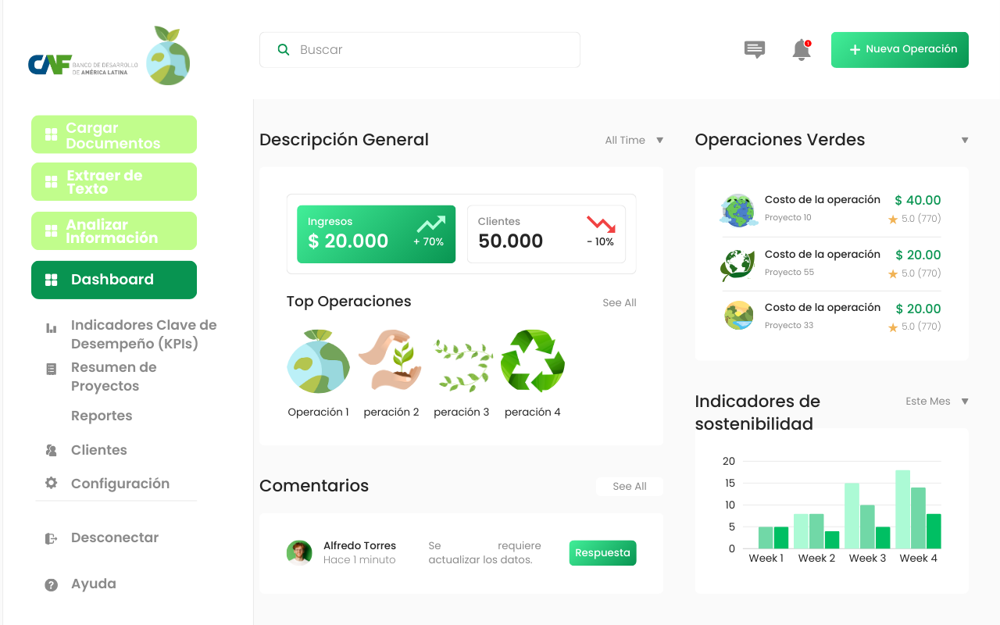 CAF BANCO DE DESARROLLO
DE AMÉRICA LATINA
Buscar
1
+ Nueva Operación
Cargar
Documentos
Extraer de
Texto
Analizar
Información
Dashboard
Indicadores Clave de
Desempeño (KPIs)
Resumen de
Proyectos
Reportes
Clientes
Configuración
Desconectar
Ayuda
Descripción General
All Time
Ingresos
$ 20.000
+ 70%
Clientes
50.000
- 10%
Top Operaciones
See All
Operación 1
peración 2
peración 3
peración 4
Comentarios
See All
Alfredo Torres
Hace 1 minuto
Se requiere
actualizar los datos.
Respuesta
Operaciones Verdes
Costo de la operación
$ 40.00
Proyecto 10
5.0 (770)
Costo de la operación
$ 20.00
Proyecto 55
5.0 (770)
Costo de la operación
$ 20.00
Proyecto 33
5.0 (770)
Indicadores de
sostenibilidad
Este Mes
20
15
10
5
0
Week 1
Week 2
Week 3
Week 4